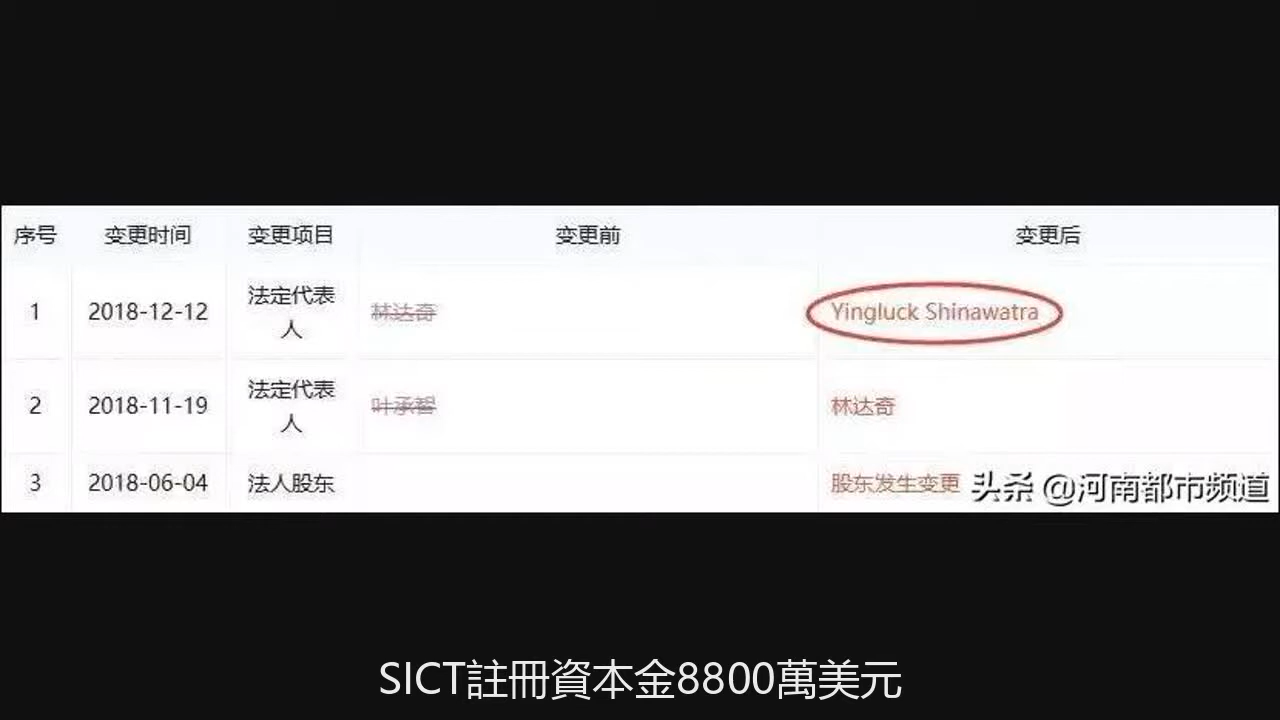 序号 变更时间 变更项目 变更前 变更后
1 2018-12-12 法定代表人 林达奇 Yingluck Shinawatra
2 2018-11-19 法定代表人 叶承智 林达奇
3 2018-06-04 法人股东 股东发生变更
头条 @河南都市频道
SICT註冊資本金8800萬美元